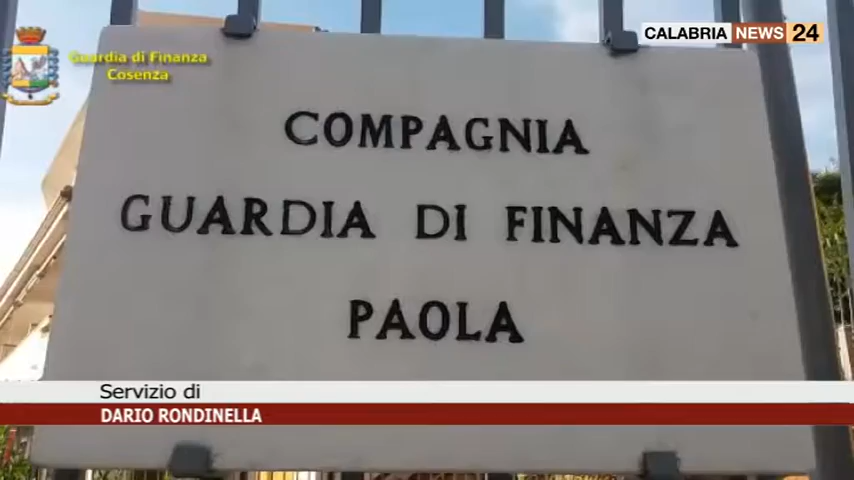 Guardia di Finanza
Cosenza
CALABRIA NEWS 24
COMPAGNIA
GUARDIA DI FINANZA
PAOLA
Servizio di
DARIO RONDINELLA